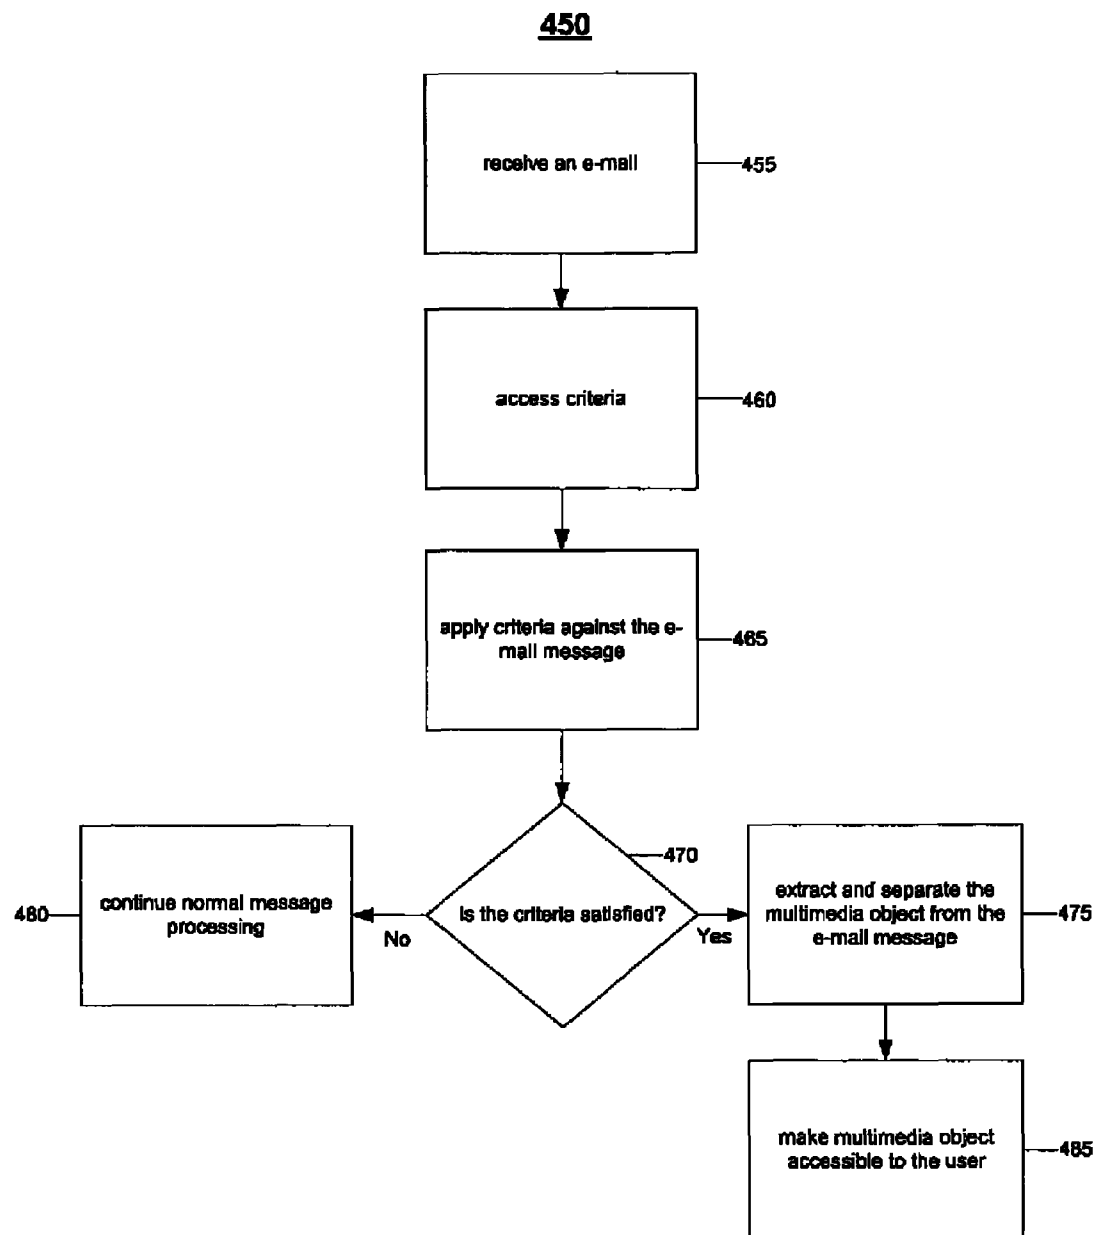 450
receive an e-mail
455
access criteria
460
apply criteria against the e-
mail message
465
470
Is the criteria satisfied?
No
Yes
continue normal message
processing
480
extract and separate the
multimedia object from the
e-mail message
475
make multimedia object
accessible to the user
485